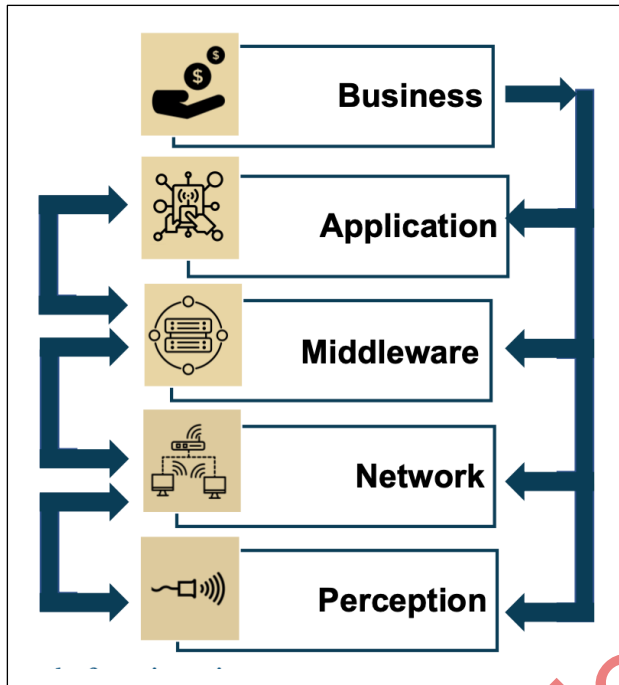 $
$
Business
Application
Middleware
Network
Perception